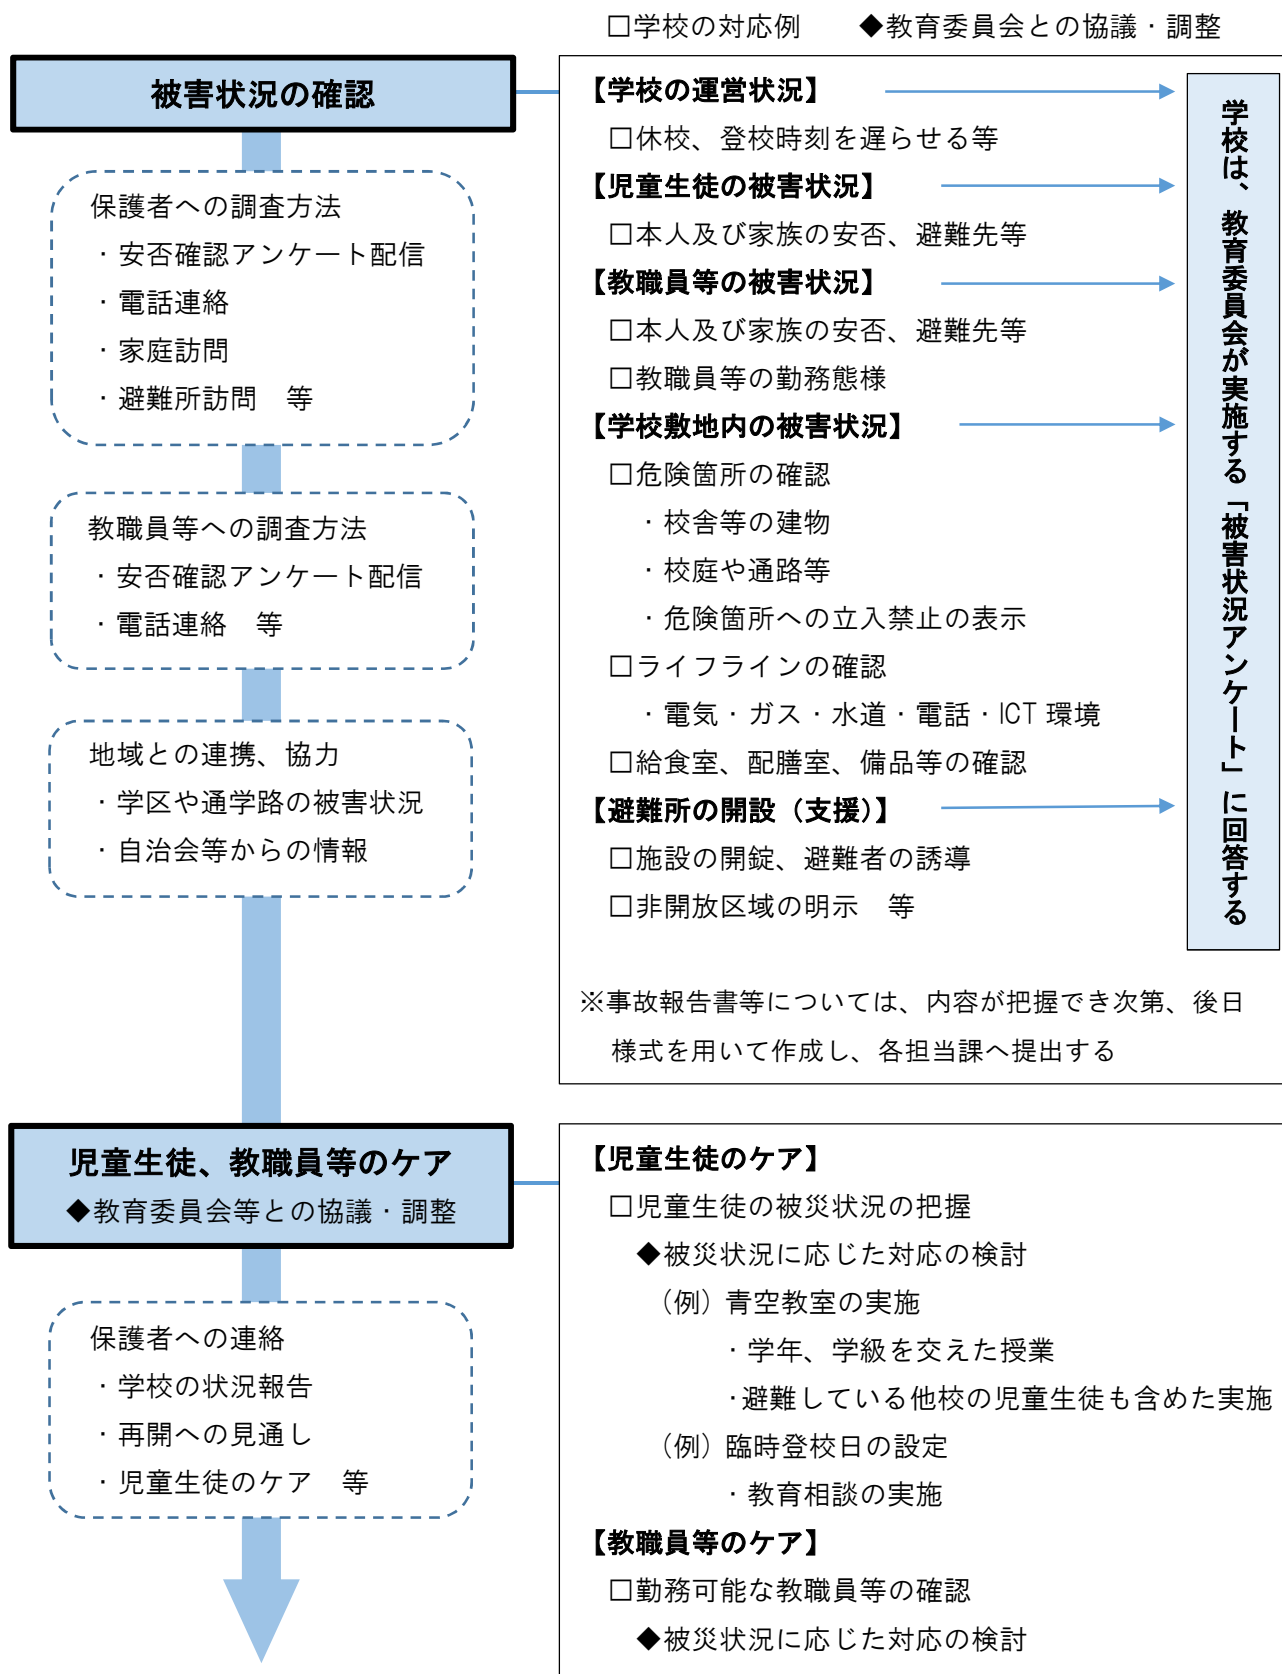 □学校の対応例　◆教育委員会との協議・調整
被害状況の確認
保護者への調査方法
・安否確認アンケート配信
・電話連絡
・家庭訪問
・避難所訪問　等
教職員等への調査方法
・安否確認アンケート配信
・電話連絡　等
地域との連携、協力
・学区や通学路の被害状況
・自治会等からの情報
【学校の運営状況】
□休校、登校時刻を遅らせる等
【児童生徒の被害状況】
□本人及び家族の安否、避難先等
【教職員等の被害状況】
□本人及び家族の安否、避難先等
□教職員等の勤務態様
【学校敷地内の被害状況】
□危険箇所の確認
・校舎等の建物
・校庭や通路等
・危険箇所への立入禁止の表示
□ライフラインの確認
・電気・ガス・水道・電話・ICT 環境
□給食室、配膳室、備品等の確認
【避難所の開設（支援）】
□施設の開錠、避難者の誘導
□非開放区域の明示　等
学校は、教育委員会が実施する「被害状況アンケート」に回答する
※事故報告書等については、内容が把握でき次第、後日
様式を用いて作成し、各担当課へ提出する
児童生徒、教職員等のケア
◆教育委員会等との協議・調整
保護者への連絡
・学校の状況報告
・再開への見通し
・児童生徒のケア　等
【児童生徒のケア】
□児童生徒の被災状況の把握
◆被災状況に応じた対応の検討
（例）青空教室の実施
・学年、学級を交えた授業
・避難している他校の児童生徒も含めた実施
（例）臨時登校日の設定
・教育相談の実施
【教職員等のケア】
□勤務可能な教職員等の確認
◆被災状況に応じた対応の検討